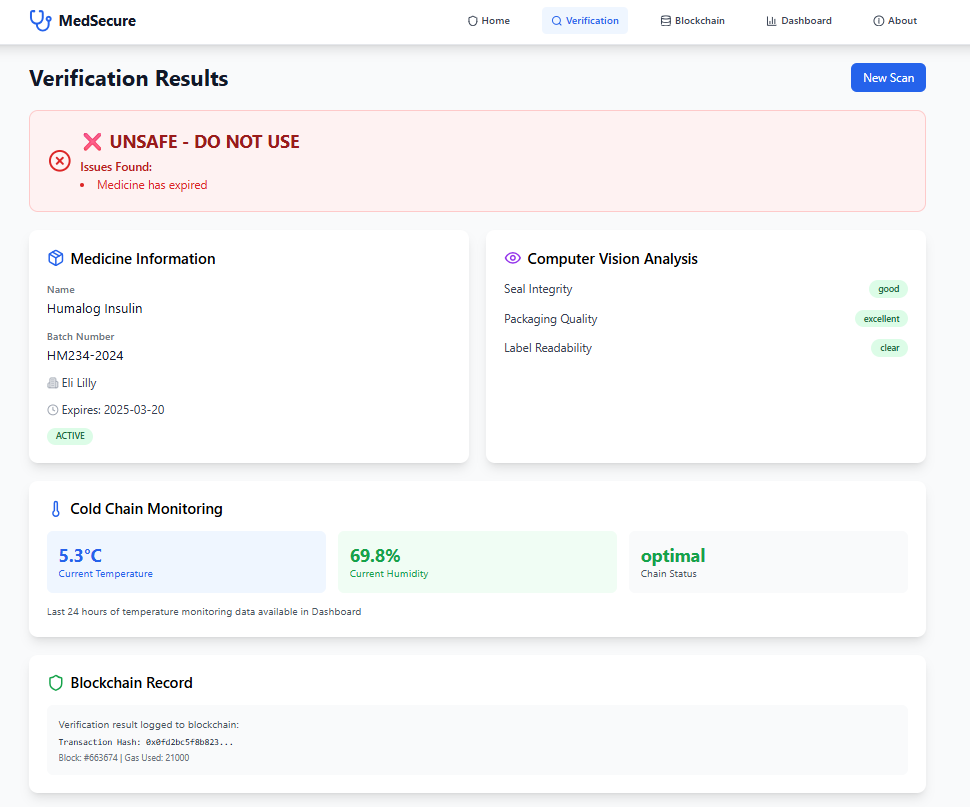 MedSecure
Home
Verification
Blockchain
Dashboard
About
Verification Results
New Scan
❌ UNSAFE - DO NOT USE
Issues Found:
• Medicine has expired
Medicine Information
Name
Humalog Insulin
Batch Number
HM234-2024
Eli Lilly
Expires: 2025-03-20
ACTIVE
Computer Vision Analysis
Seal Integrity good
Packaging Quality excellent
Label Readability clear
Cold Chain Monitoring
5.3°C
Current Temperature
69.8%
Current Humidity
optimal
Chain Status
Last 24 hours of temperature monitoring data available in Dashboard
Blockchain Record
Verification result logged to blockchain:
Transaction Hash: 0x0fd2bc5f8b823...
Block: #663674 | Gas Used: 21000